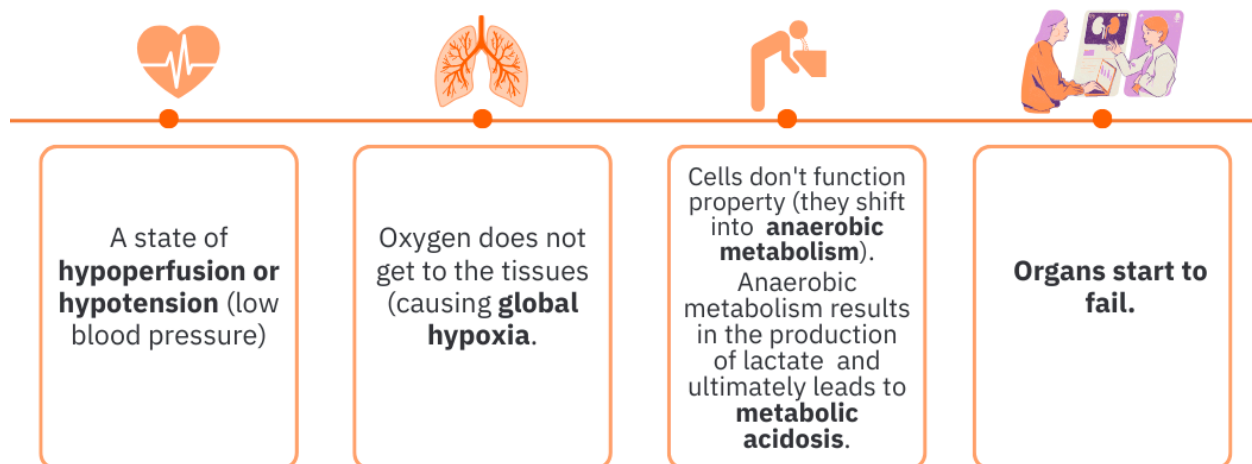 A state of
hypoperfusion or
hypotension (low
blood pressure)
Oxygen does not
get to the tissues
(causing global
hypoxia.
Cells don't function
property (they shift
into anaerobic
metabolism).
Anaerobic
metabolism results
in the production
of lactate and
ultimately leads to
metabolic
acidosis.
Organs start to
fail.